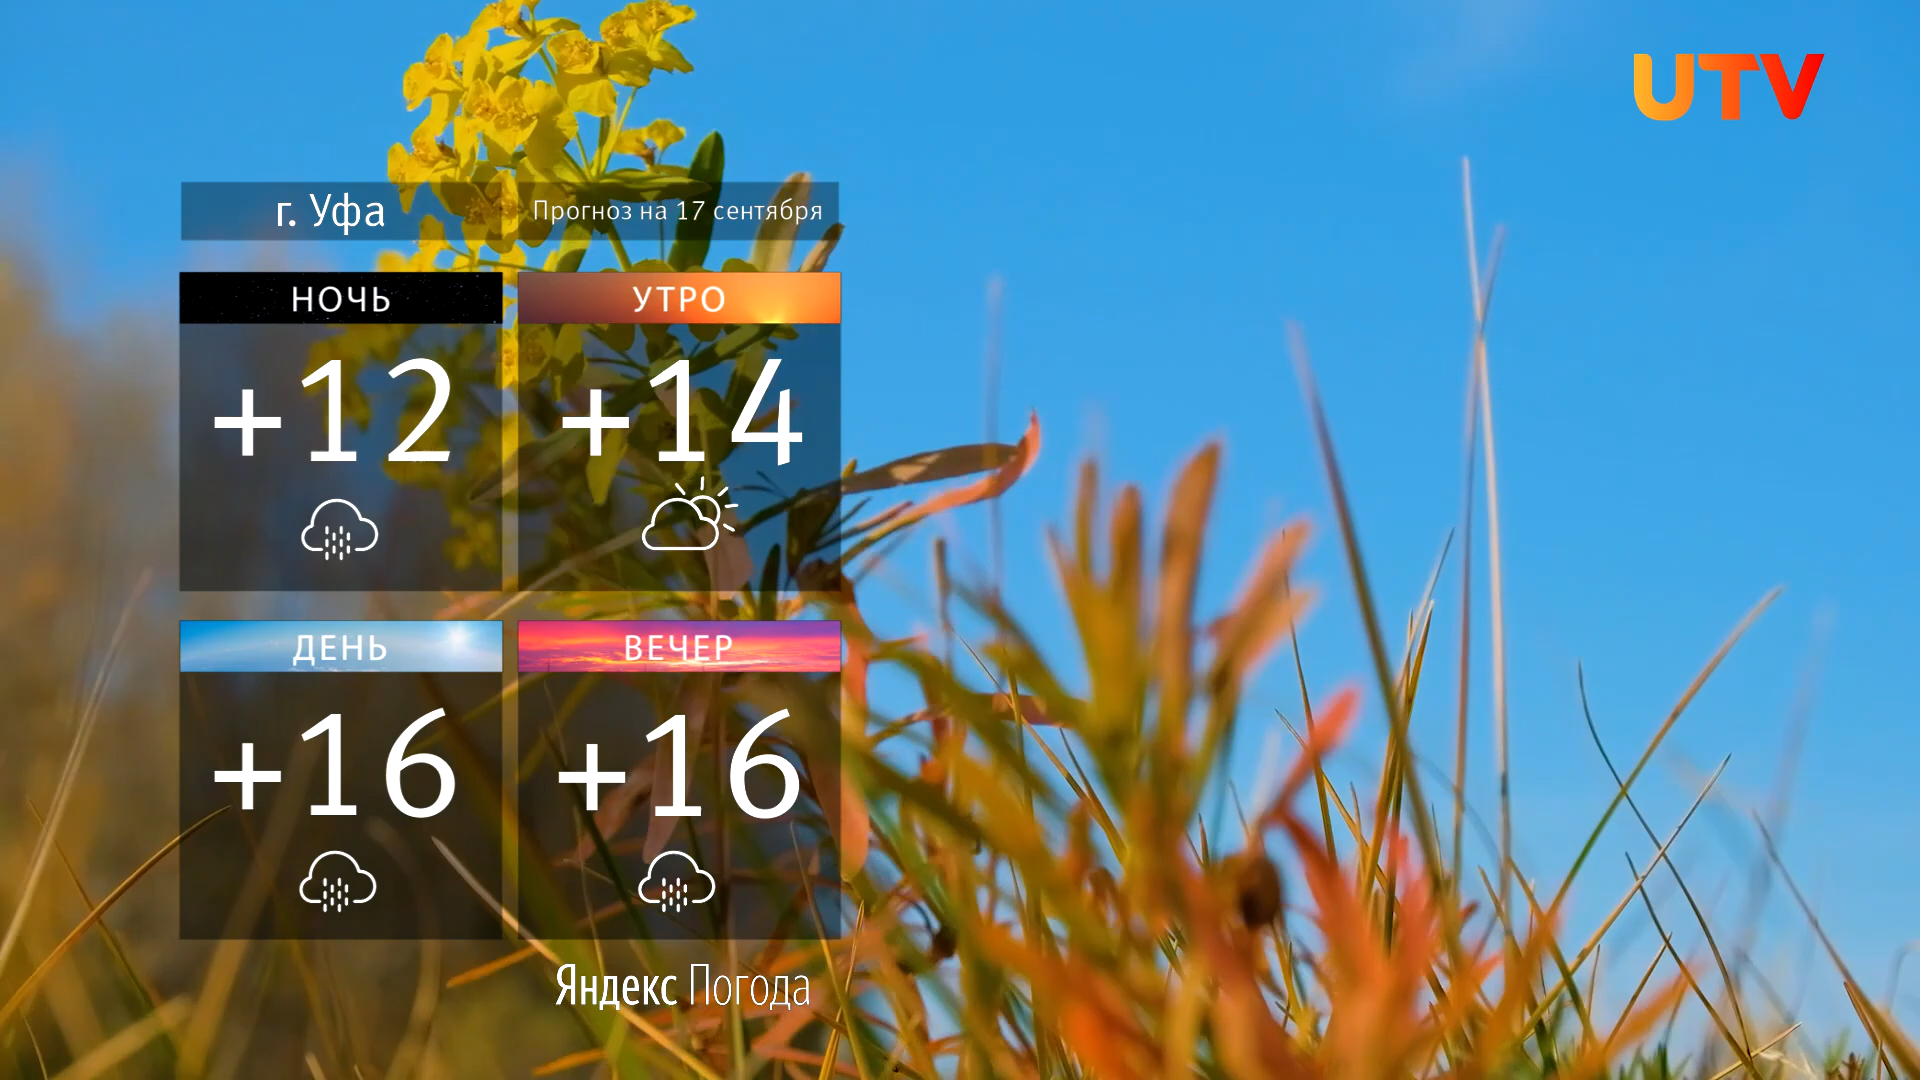 UTV
г. Уфа
Прогноз на 17 сентября
НОЧЬ
+12
УТРО
+14
ДЕНЬ
+16
ВЕЧЕР
+16
Яндекс Погода